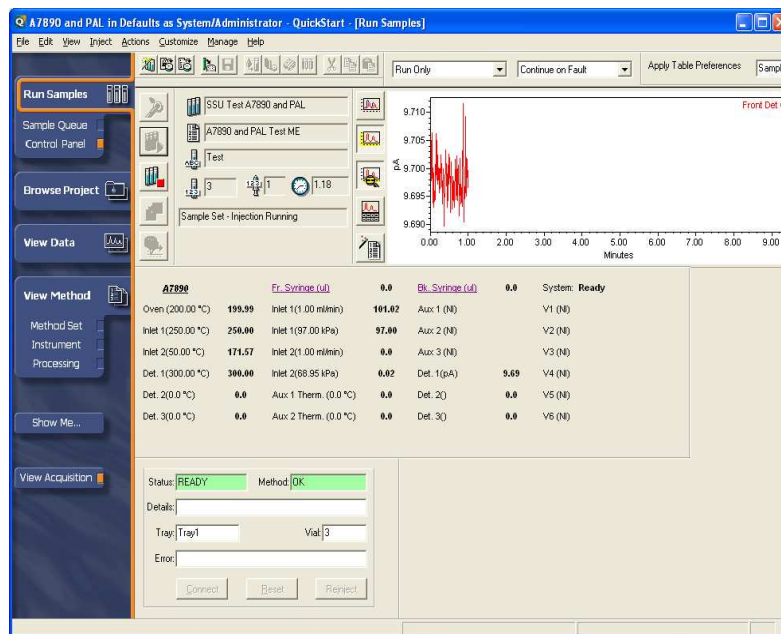 A7890 and PAL in Defaults as System/Administrator - QuickStart - [Run Samples]
File Edit View Inject Actions Customize Manage Help
Run Only Continue on Fault Apply Table Preferences Sampl
Run Samples
Sample Queue
Control Panel
Browse Project
View Data
View Method
Method Set
Instrument
Processing
Show Me...
View Acquisition
SSU Test A7890 and PAL
A7890 and PAL Test ME
Test
3 1 1.18
Sample Set - Injection Running
Front Det
pA
9.710
9.705
9.700
9.695
9.690
0.00 1.00 2.00 3.00 4.00 5.00 6.00 7.00 8.00 9.00
Minutes
A7890 Fr. Syringe (ul) 0.0 Bk. Syringe (ul) 0.0 System: Ready
Oven (200.00 °C) 199.99 Inlet 1(1.00 ml/min) 101.02 Aux 1 (NI) V1 (NI)
Inlet 1(250.00 °C) 250.00 Inlet 1(97.00 kPa) 97.00 Aux 2 (NI) V2 (NI)
Inlet 2(50.00 °C) 171.57 Inlet 2(1.00 ml/min) 0.0 Aux 3 (NI) V3 (NI)
Det. 1(300.00 °C) 300.00 Inlet 2(68.95 kPa) 0.02 Det. 1(pA) 9.69 V4 (NI)
Det. 2(0.0 °C) 0.0 Aux 1 Therm. (0.0 °C) 0.0 Det. 2() 0.0 V5 (NI)
Det. 3(0.0 °C) 0.0 Aux 2 Therm. (0.0 °C) 0.0 Det. 3() 0.0 V6 (NI)
Status: READY Method: OK
Details:
Tray: Tray1 Vial: 3
Error:
Connect Reset Reinject